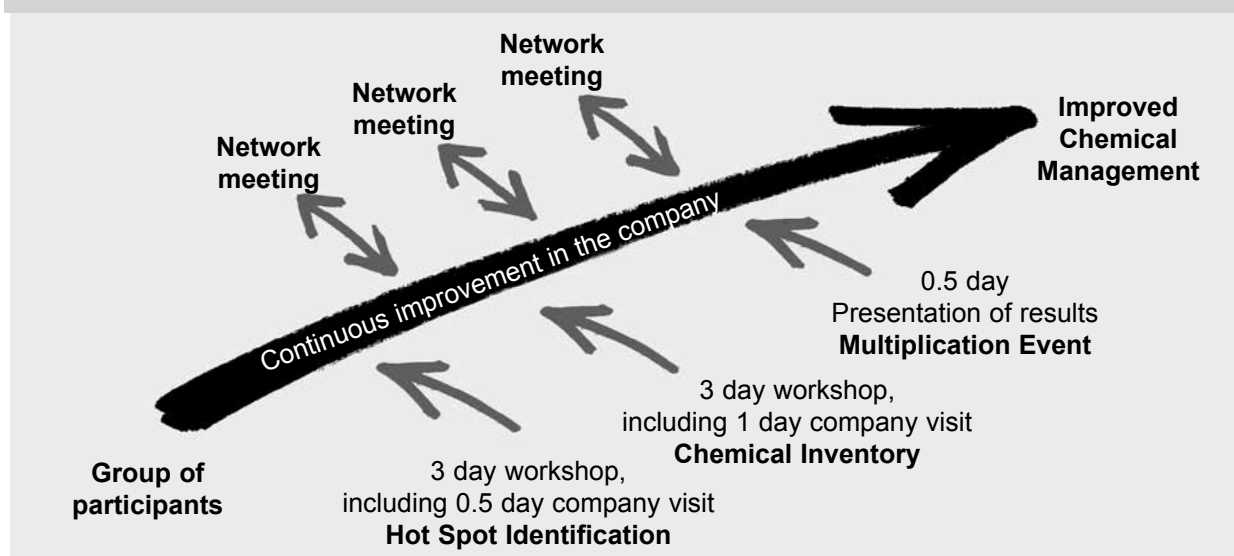 Network
meeting
Network
meeting
Network
meeting
Improved
Chemical
Management
Continuous improvement in the company
0.5 day
Presentation of results
Multiplication Event
3 day workshop,
including 1 day company visit
Chemical Inventory
3 day workshop,
including 0.5 day company visit
Hot Spot Identification
Group of
participants